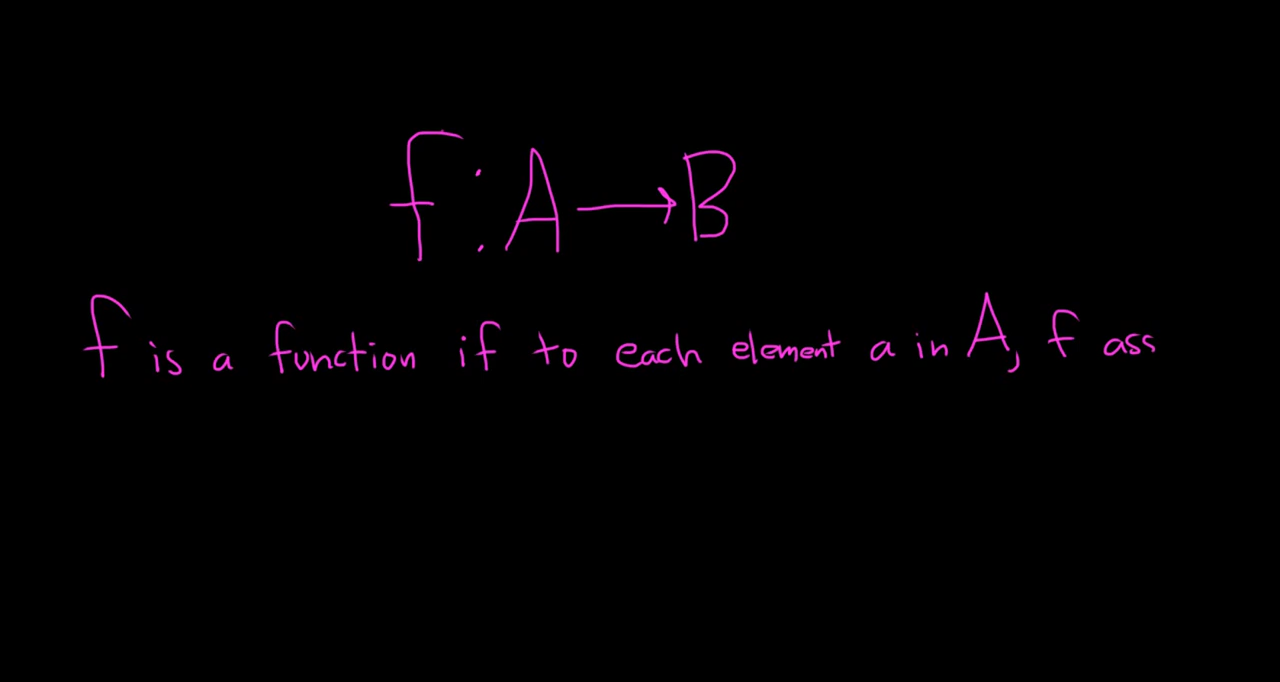 f: A → B
f is a function if to each element a in A, f ass